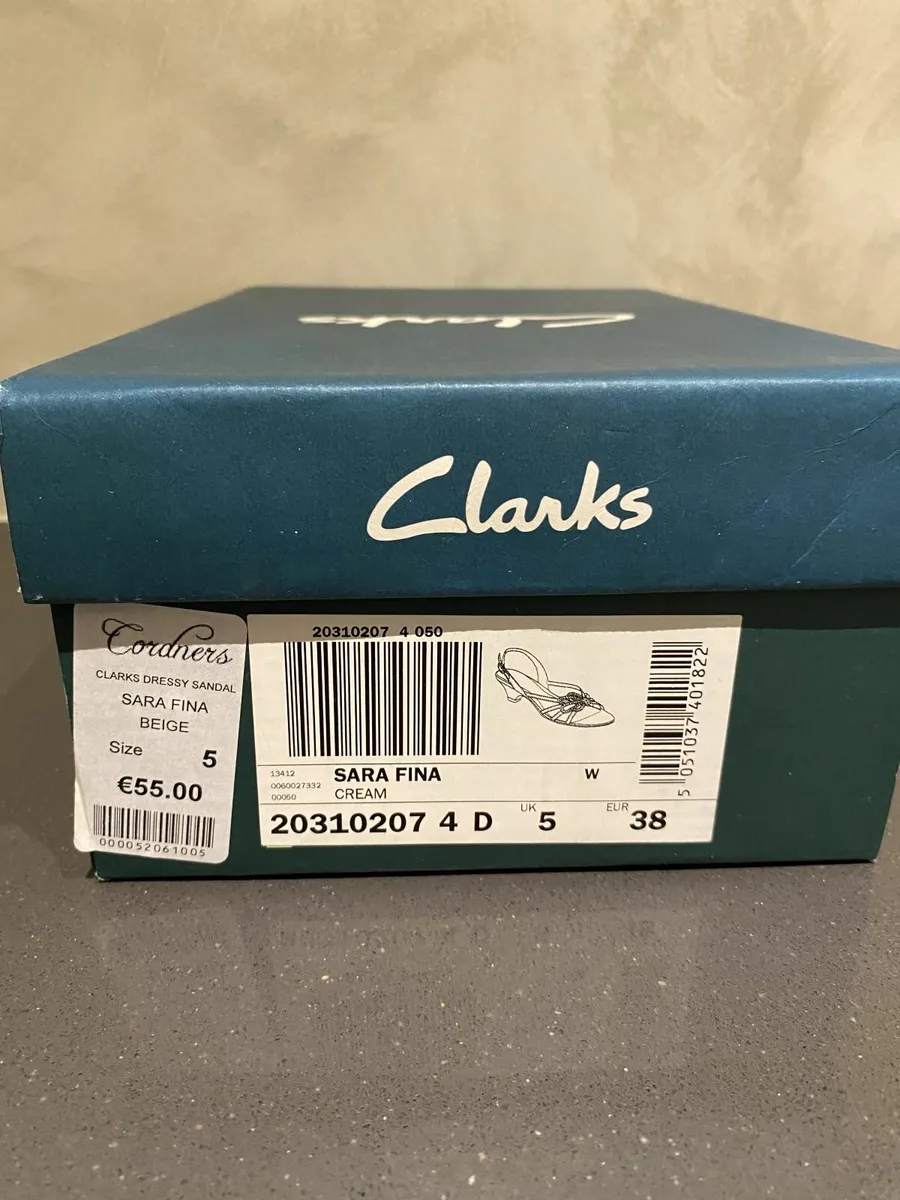 Clarks
Clarks
Cordners
CLARKS DRESSY SANDAL
SARA FINA
BEIGE
Size 5
€55.00
000052061005
20310207 4 050
13412
0060027332
00050
SARA FINA
CREAM
W
20310207 4 D
UK 5
EUR 38
5 051037 401822